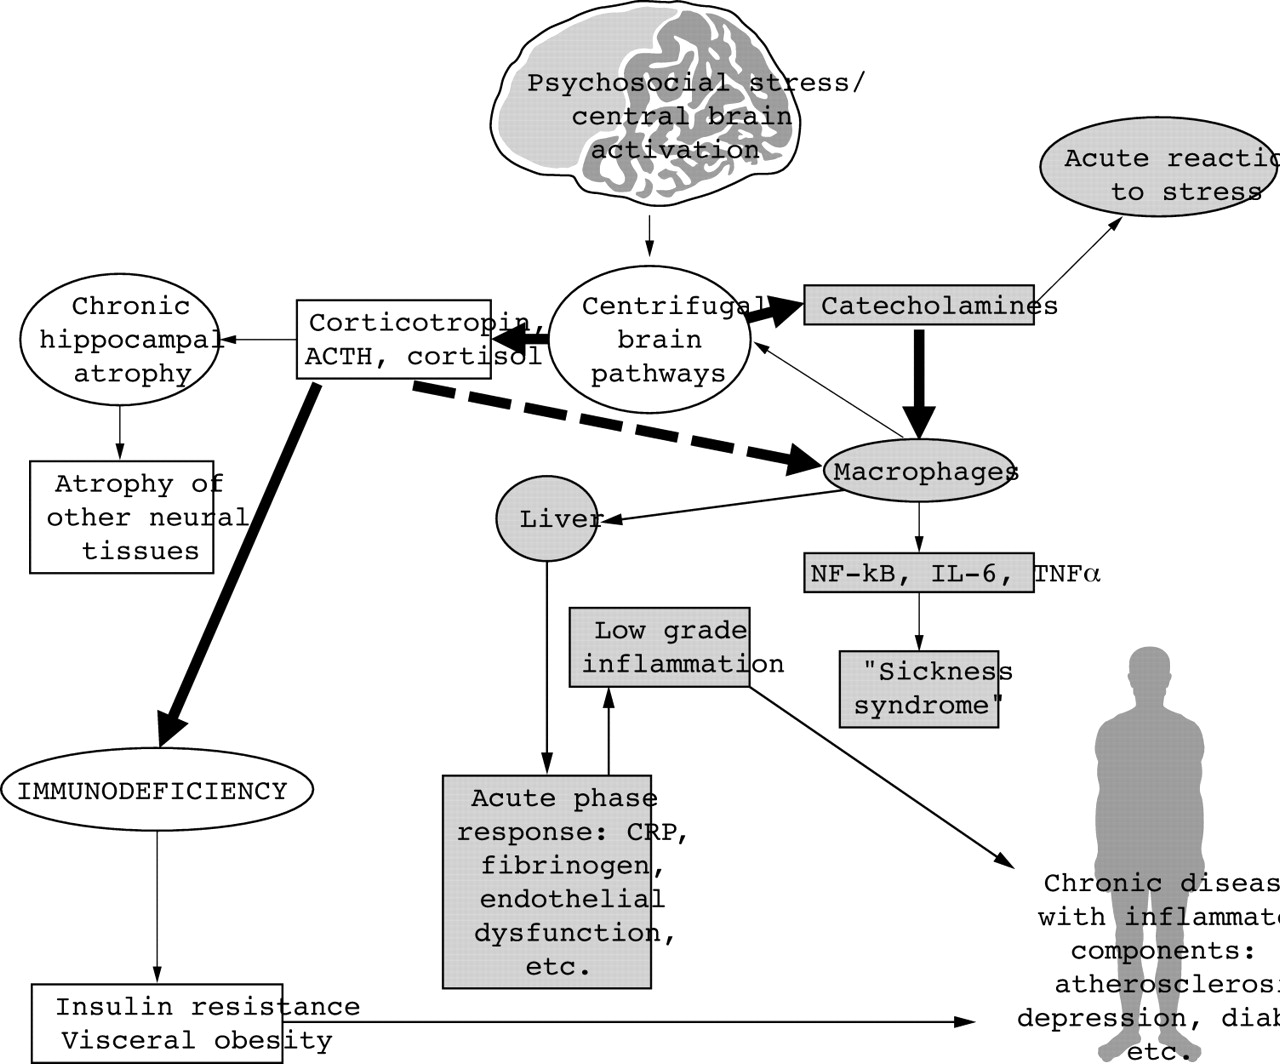 Psychosocial stress/
central brain
activation
Acute reactio
to stress
Chronic
hippocampal
atrophy
Corticotropin,
ACTH, cortisol
Centrifugal
brain
pathways
Catecholamines
Macrophages
Atrophy of
other neural
tissues
Liver
NF-kB, IL-6, TNFα
Low grade
inflammation
"Sickness
syndrome"
IMMUNODEFICIENCY
Acute phase
response: CRP,
fibrinogen,
endothelial
dysfunction,
etc.
Chronic diseas
with inflammato
components:
atherosclerosi
depression, diab
etc.
Insulin resistance
Visceral obesity